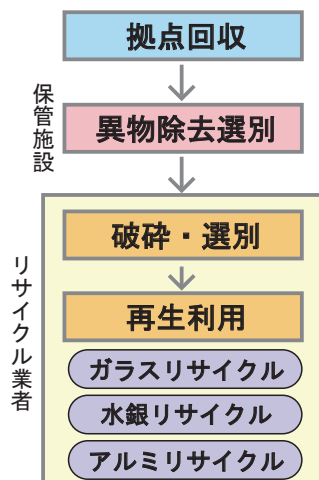 拠点回収
保管施設
異物除去選別
リサイクル業者
破砕・選別
再生利用
ガラスリサイクル
水銀リサイクル
アルミリサイクル